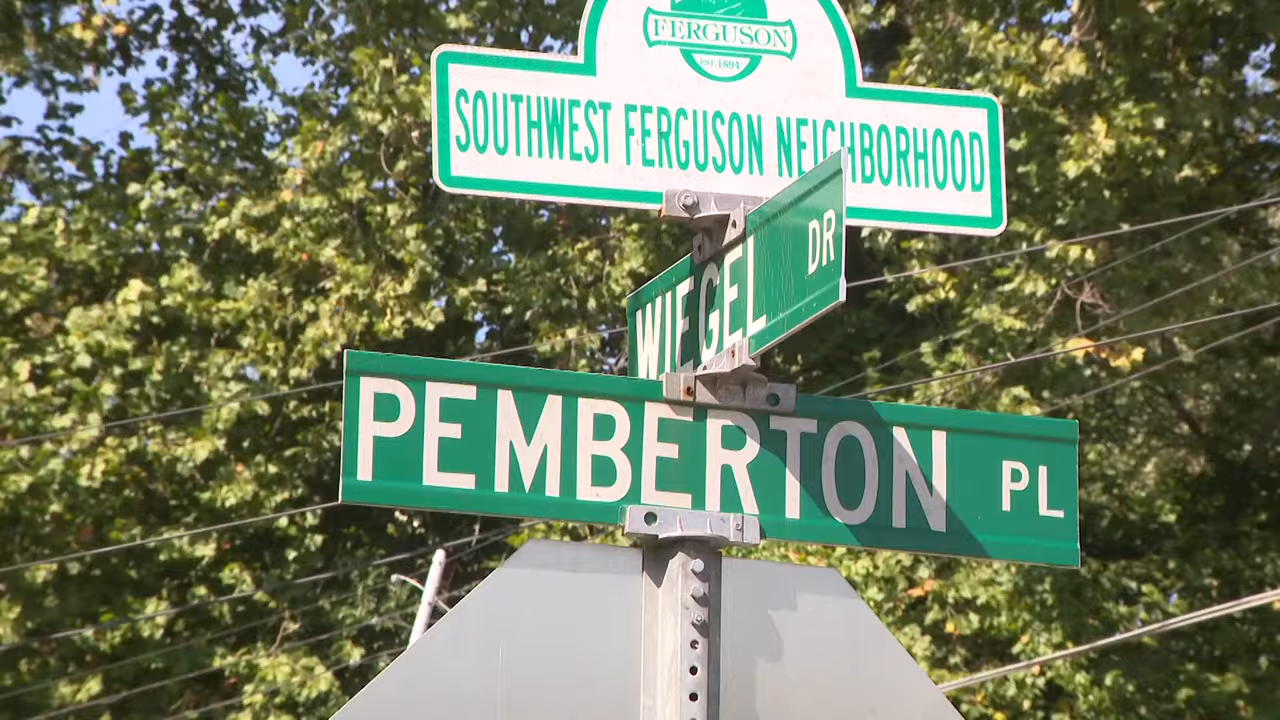 FERGUSON
EST. 1894
SOUTHWEST FERGUSON NEIGHBORHOOD
WIEGEL DR
PEMBERTON PL